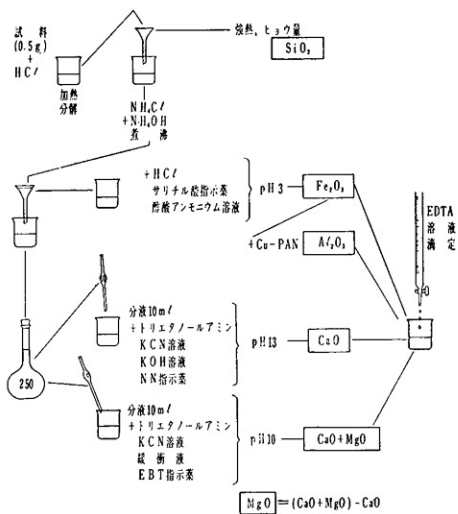 試料
(0.5g)
+
HCℓ
加熱
分解
強熱,ヒョウ量
SiO₂
NH₄Cℓ
+NH₄OH
煮沸
+HCℓ
サリチル酸指示薬
酢酸アンモニウム溶液
pH3
Fe₂O₃
+Cu-PAN
Aℓ₂O₃
EDTA
溶液
滴定
分液10mℓ
+トリエタノールアミン
KCN溶液
KOH溶液
NN指示薬
pH13
CaO
250
分液10mℓ
+トリエタノールアミン
KCN溶液
緩衝液
EBT指示薬
pH10
CaO+MgO
MgO=(CaO+MgO)-CaO